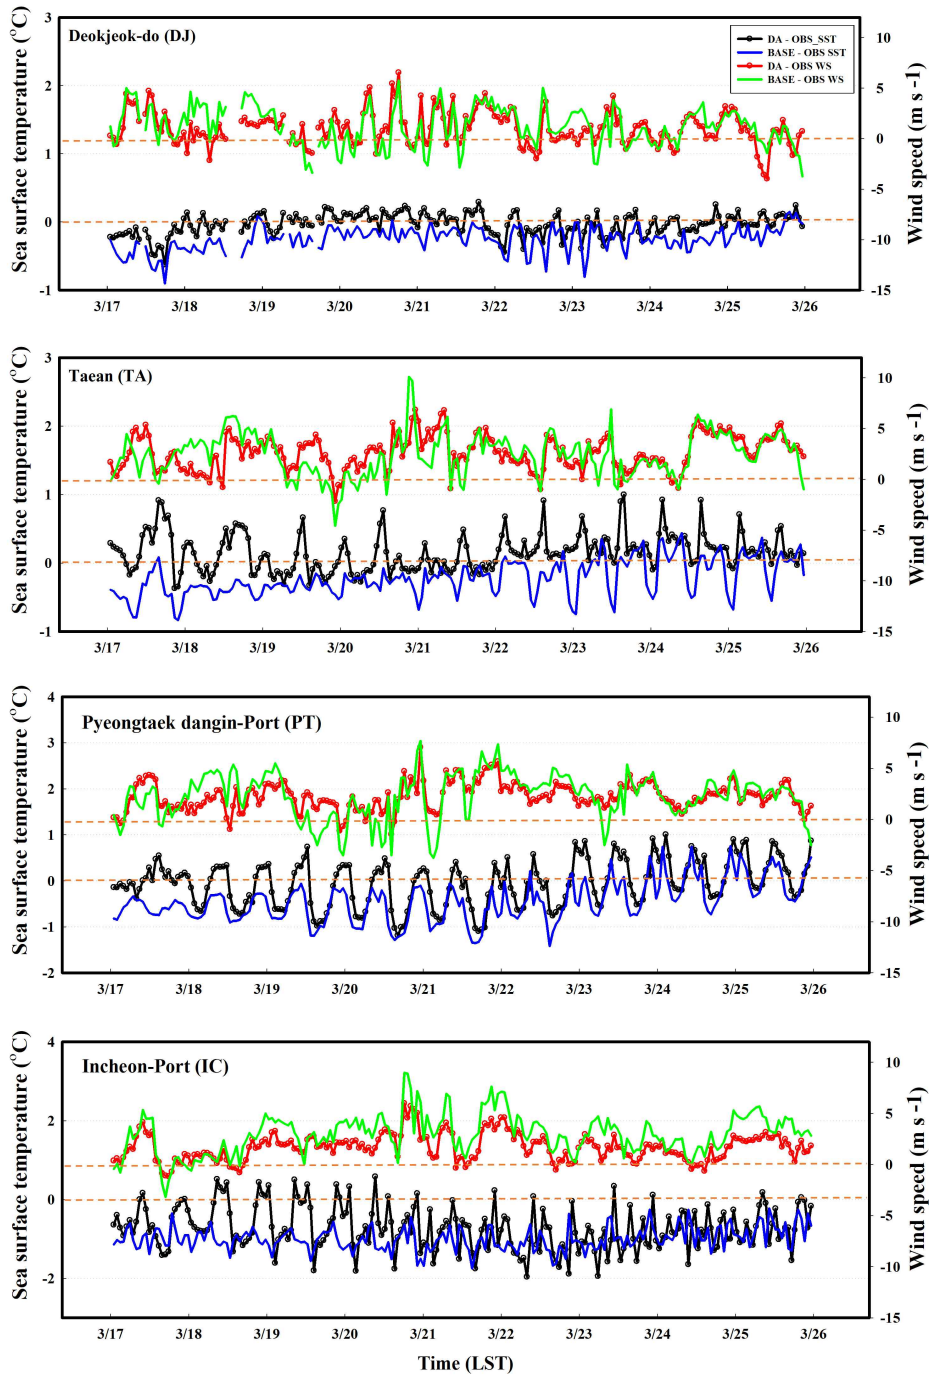 Deokjeok-do (DJ)
DA - OBS_SST
BASE - OBS SST
DA - OBS WS
BASE - OBS WS
Sea surface temperature (°C)
3
2
1
0
-1
Wind speed (m s -1)
10
5
0
-5
-10
-15
3/17 3/18 3/19 3/20 3/21 3/22 3/23 3/24 3/25 3/26
Taean (TA)
Sea surface temperature (°C)
3
2
1
0
-1
Wind speed (m s -1)
10
5
0
-5
-10
-15
3/17 3/18 3/19 3/20 3/21 3/22 3/23 3/24 3/25 3/26
Pyeongtaek dangin-Port (PT)
Sea surface temperature (°C)
4
3
2
1
0
-1
-2
Wind speed (m s -1)
10
5
0
-5
-10
-15
3/17 3/18 3/19 3/20 3/21 3/22 3/23 3/24 3/25 3/26
Incheon-Port (IC)
Sea surface temperature (°C)
4
2
0
-2
Wind speed (m s -1)
10
5
0
-5
-10
-15
3/17 3/18 3/19 3/20 3/21 3/22 3/23 3/24 3/25 3/26
Time (LST)